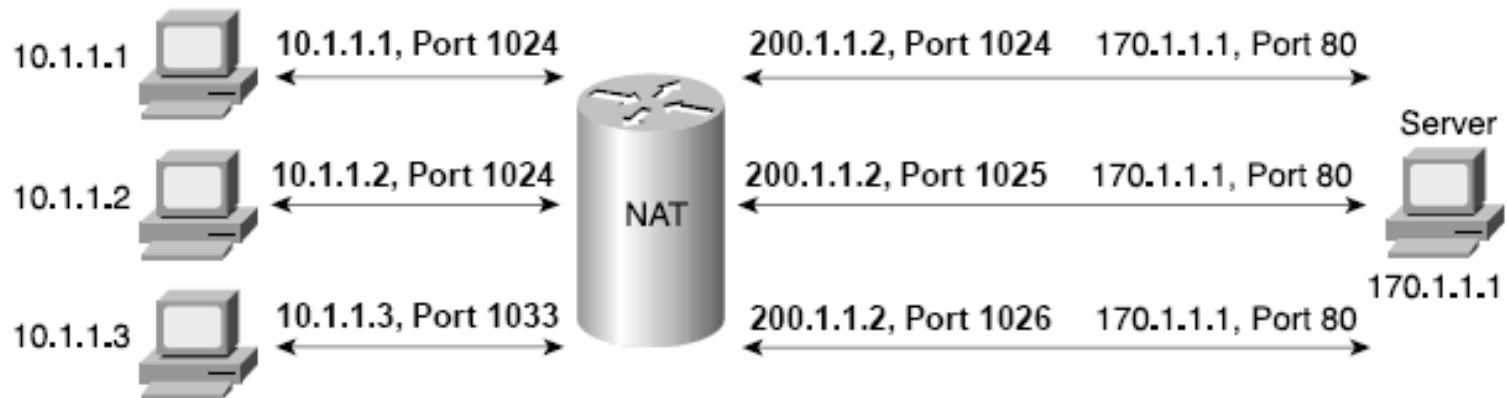 10.1.1.1
10.1.1.1, Port 1024
200.1.1.2, Port 1024
170.1.1.1, Port 80
Server
10.1.1.2
10.1.1.2, Port 1024
NAT
200.1.1.2, Port 1025
170.1.1.1, Port 80
170.1.1.1
10.1.1.3
10.1.1.3, Port 1033
200.1.1.2, Port 1026
170.1.1.1, Port 80